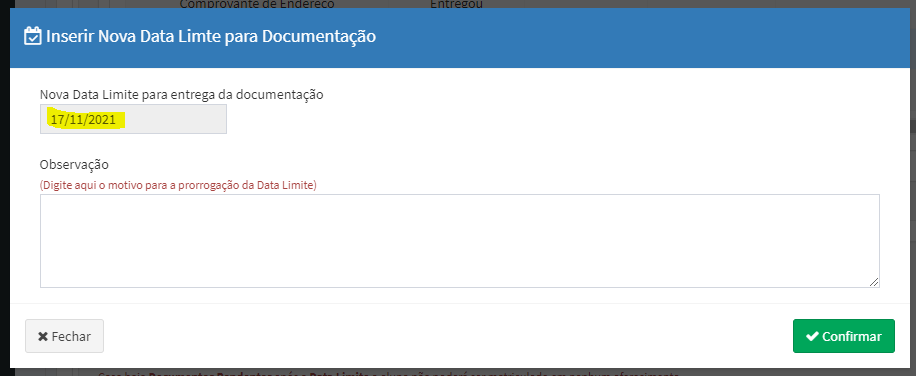 Comprovante de Endereço Entregou
Inserir Nova Data Limte para Documentação
Nova Data Limite para entrega da documentação
17/11/2021
Observação
(Digite aqui o motivo para a prorrogação da Data Limite)
Fechar
Confirmar